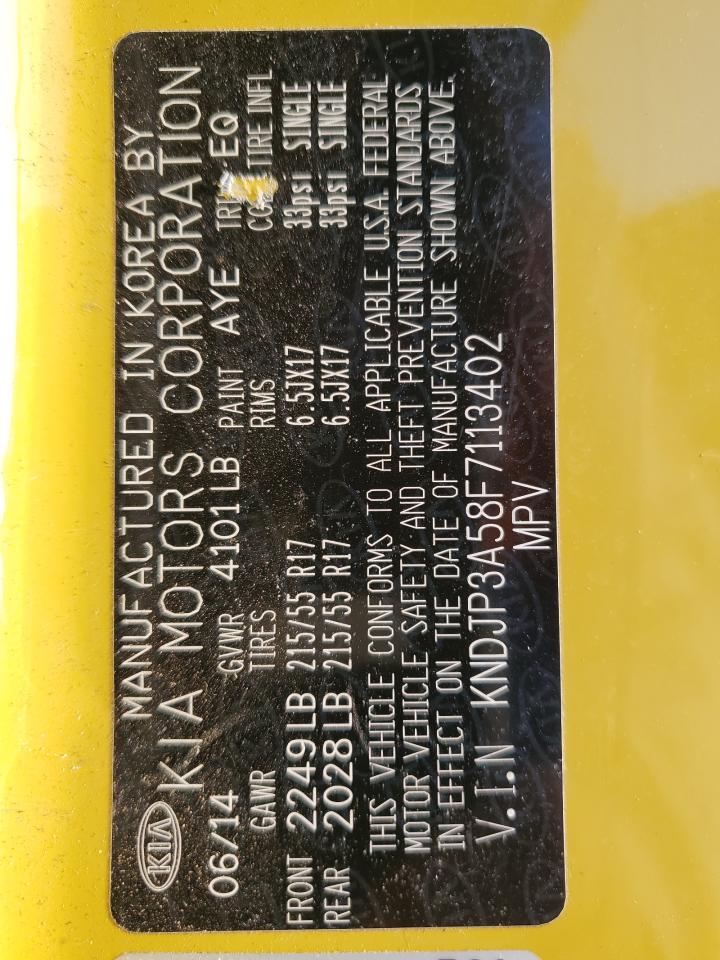 MANUFACTURED IN KOREA BY
KIA KIA MOTORS CORPORATION
06/14 GVWR 4101LB PAINT AYE EQ
GAWR TIRES RIMS TIRE INFL
FRONT 2249LB 215/55 R17 6.5JX17 33psi SINGLE
REAR 2028LB 215/55 R17 6.5JX17 33psi SINGLE
THIS VEHICLE CONFORMS TO ALL APPLICABLE U.S.A. FEDERAL
MOTOR VEHICLE SAFETY AND THEFT PREVENTION STANDARDS
IN EFFECT ON THE DATE OF MANUFACTURE SHOWN ABOVE.
V.I.N KNDJP3A58F7113402
MPV